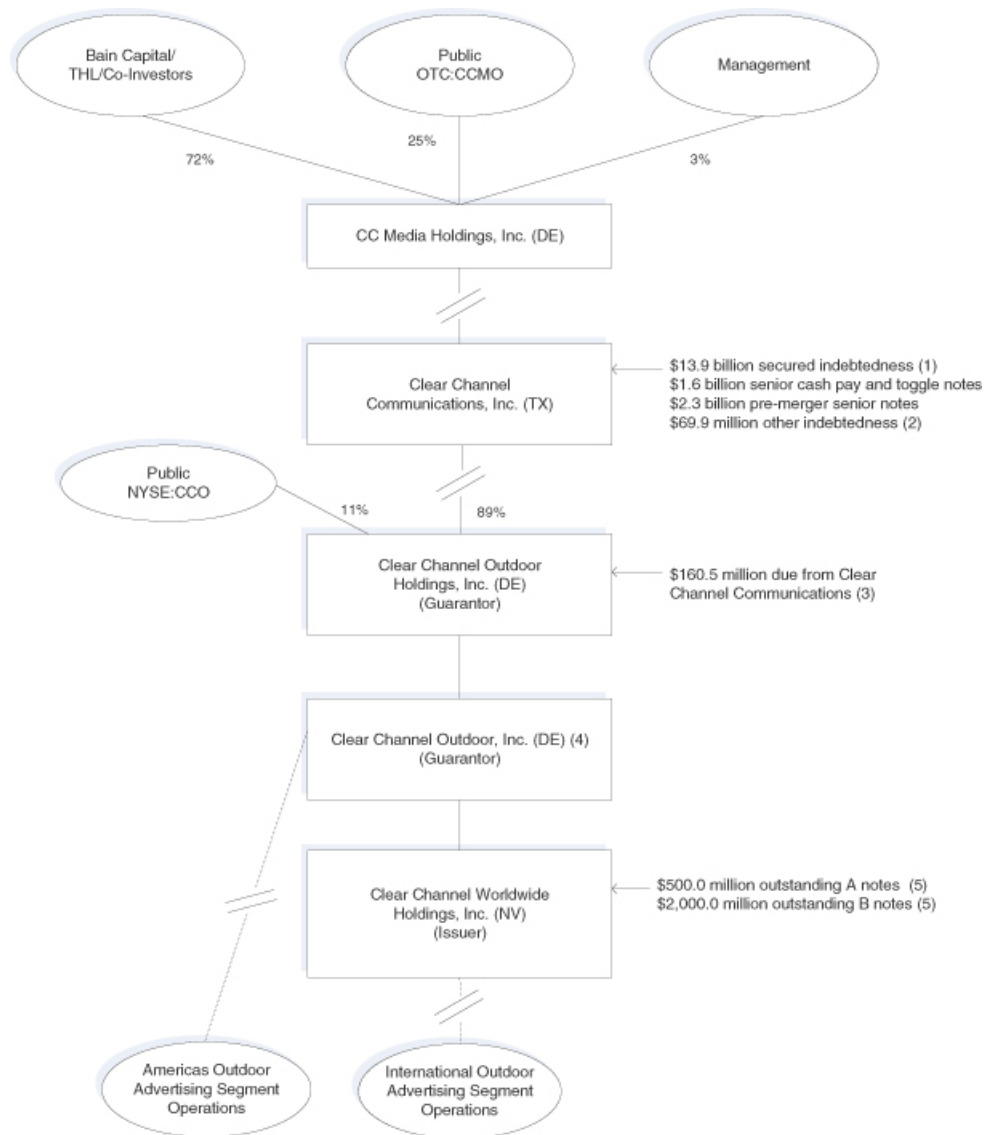 Bain Capital/
THL/Co-Investors
Public
OTC:CCMO
Management
72%
25%
3%
CC Media Holdings, Inc. (DE)
Clear Channel
Communications, Inc. (TX)
$13.9 billion secured indebtedness (1)
$1.6 billion senior cash pay and toggle notes
$2.3 billion pre-merger senior notes
$69.9 million other indebtedness (2)
Public
NYSE:CCO
11%
89%
Clear Channel Outdoor
Holdings, Inc. (DE)
(Guarantor)
$160.5 million due from Clear
Channel Communications (3)
Clear Channel Outdoor, Inc. (DE) (4)
(Guarantor)
Clear Channel Worldwide
Holdings, Inc. (NV)
(Issuer)
$500.0 million outstanding A notes (5)
$2,000.0 million outstanding B notes (5)
Americas Outdoor
Advertising Segment
Operations
International Outdoor
Advertising Segment
Operations